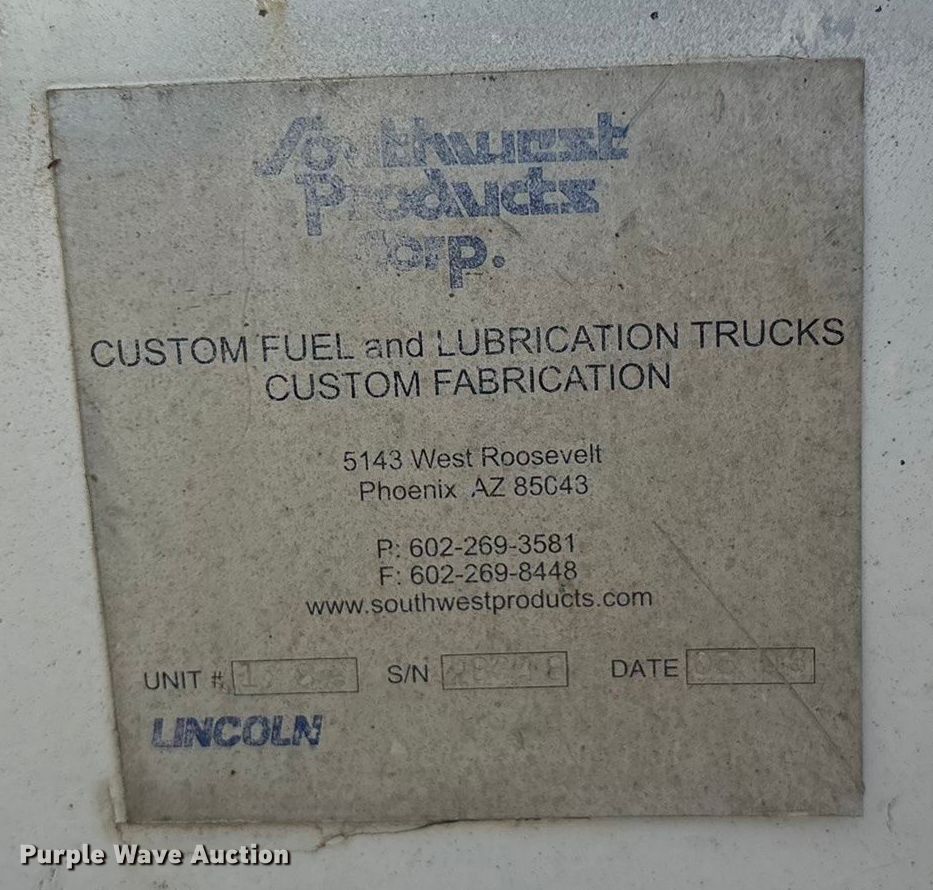 Southwest
Products
Corp.
CUSTOM FUEL and LUBRICATION TRUCKS
CUSTOM FABRICATION
5143 West Roosevelt
Phoenix AZ 85043
P: 602-269-3581
F: 602-269-8448
www.southwestproducts.com
UNIT # S/N DATE
LINCOLN
Purple Wave Auction